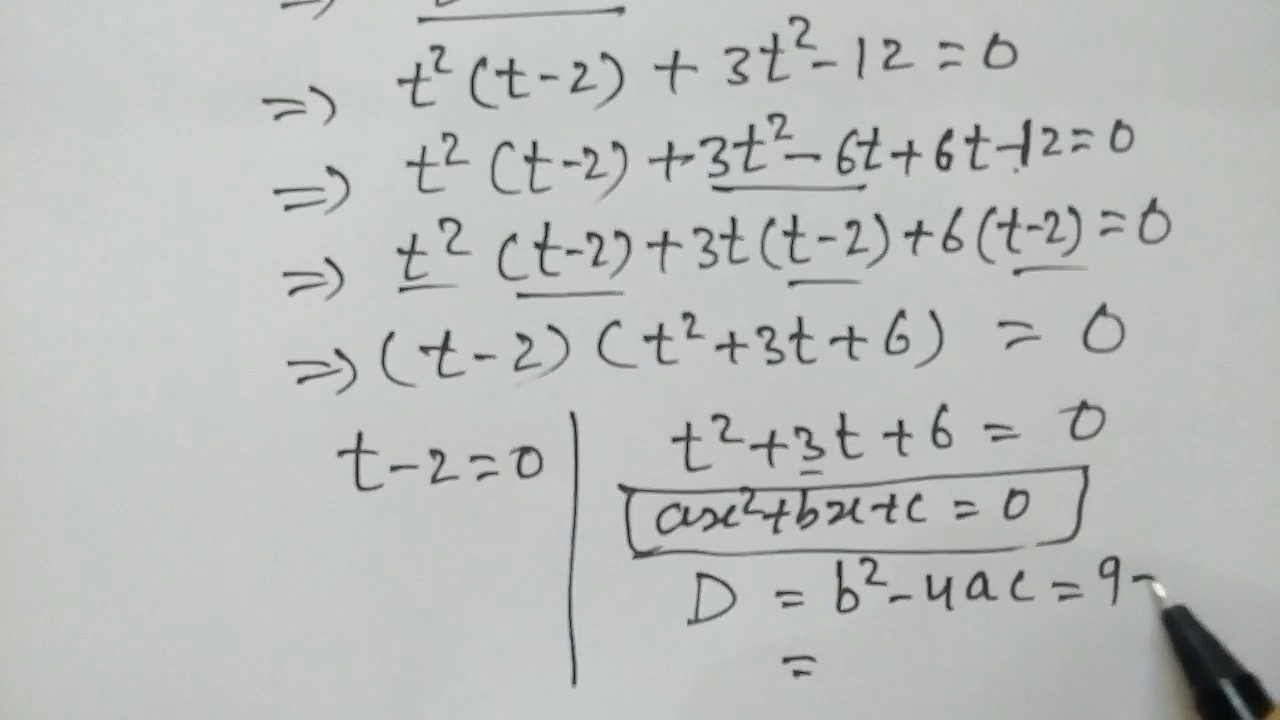 => t² (t-2) + 3t² - 12 = 0
=> t² (t-2) + 3t² - 6t + 6t - 12 = 0
=> t² (t-2) + 3t (t-2) + 6 (t-2) = 0
=> (t-2) (t² + 3t + 6) = 0
t-2=0
t² + 3t + 6 = 0
ax²+bx+c = 0
D = b² - 4ac = 9-
=